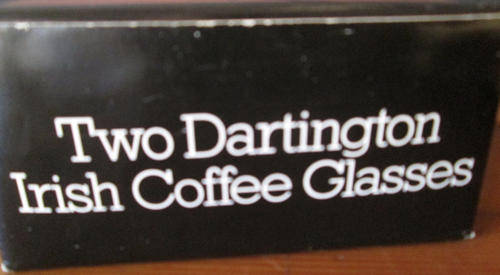 Two Dartington
Irish Coffee Glasses